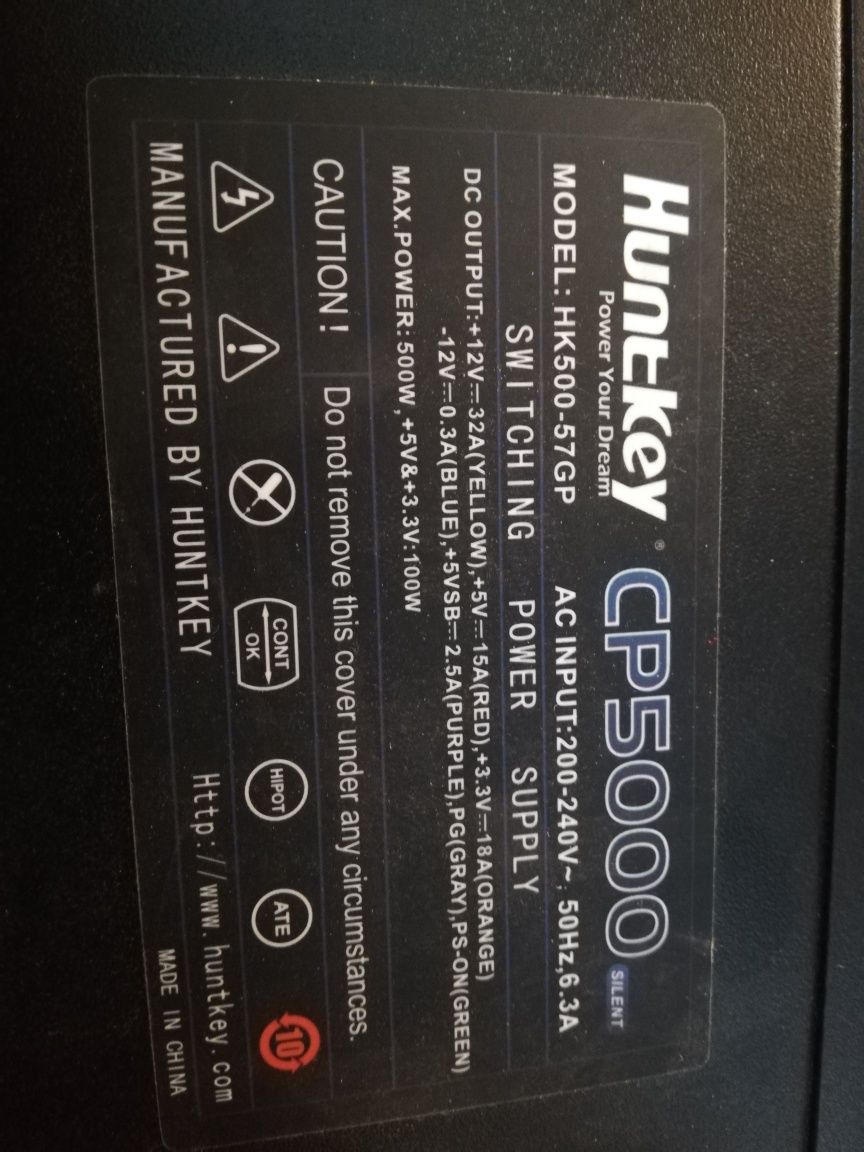 Huntkey® CP5000 SILENT
Power Your Dream
MODEL: HK500-57GP AC INPUT:200-240V~, 50Hz,6.3A
SWITCHING POWER SUPPLY
DC OUTPUT:+12V⎓32A(YELLOW),+5V⎓15A(RED),+3.3V⎓18A(ORANGE)
-12V⎓0.3A(BLUE),+5VSB⎓2.5A(PURPLE),PG(GRAY),PS-ON(GREEN)
MAX.POWER: 500W ,+5V&+3.3V:100W
CAUTION! Do not remove this cover under any circumstances.
CONT
OK
HIPOT
ATE
10
MANUFACTURED BY HUNTKEY Http://www.huntkey.com
MADE IN CHINA